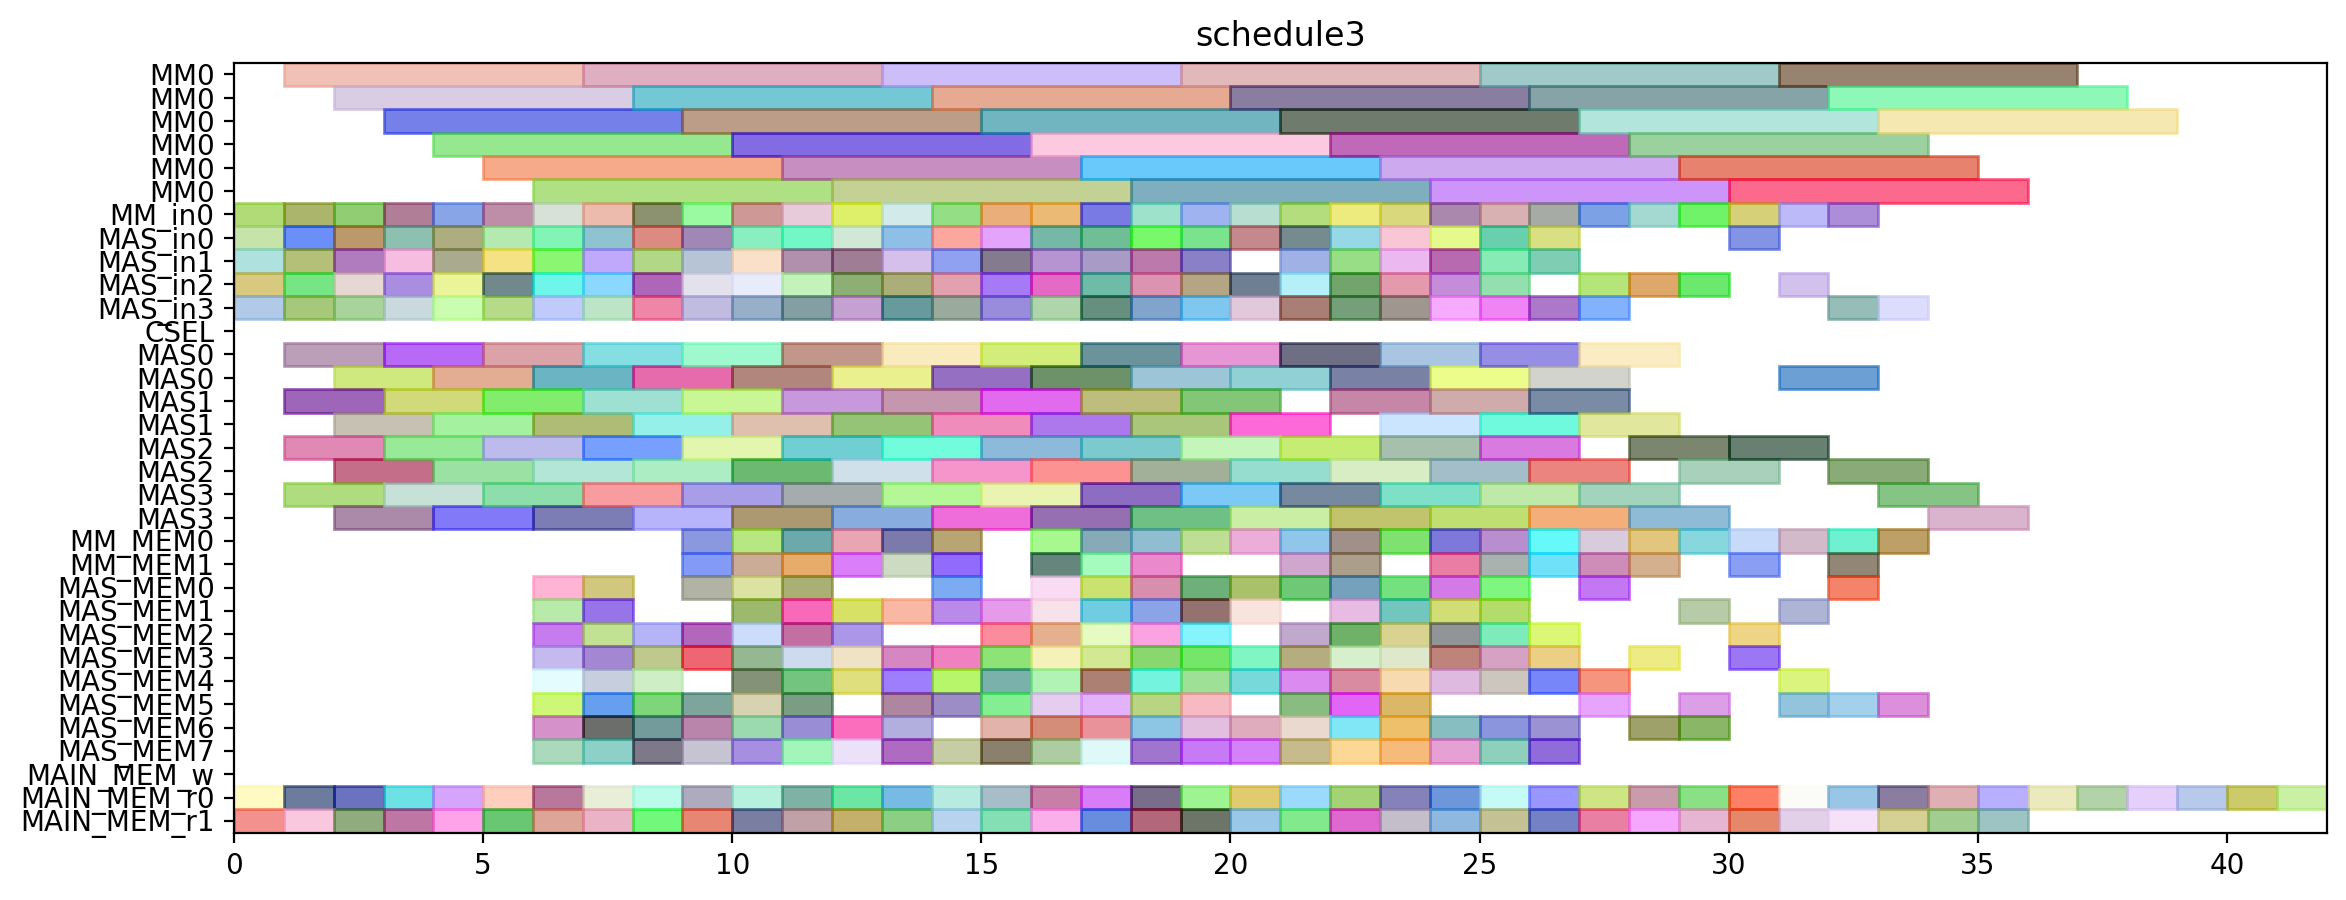 schedule3
MM0
MM0
MM0
MM0
MM0
MM0
MM_in0
MAS_in0
MAS_in1
MAS_in2
MAS_in3
CSEL
MAS0
MAS0
MAS1
MAS1
MAS2
MAS2
MAS3
MAS3
MM_MEM0
MM_MEM1
MAS_MEM0
MAS_MEM1
MAS_MEM2
MAS_MEM3
MAS_MEM4
MAS_MEM5
MAS_MEM6
MAS_MEM7
MAIN_MEM_w
MAIN_MEM_r0
MAIN_MEM_r1
0 5 10 15 20 25 30 35 40